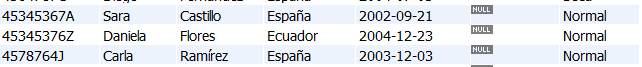 45345367A Sara Castillo España 2002-09-21 NULL Normal
45345376Z Daniela Flores Ecuador 2004-12-23 NULL Normal
4578764J Carla Ramírez España 2003-12-03 NULL Normal